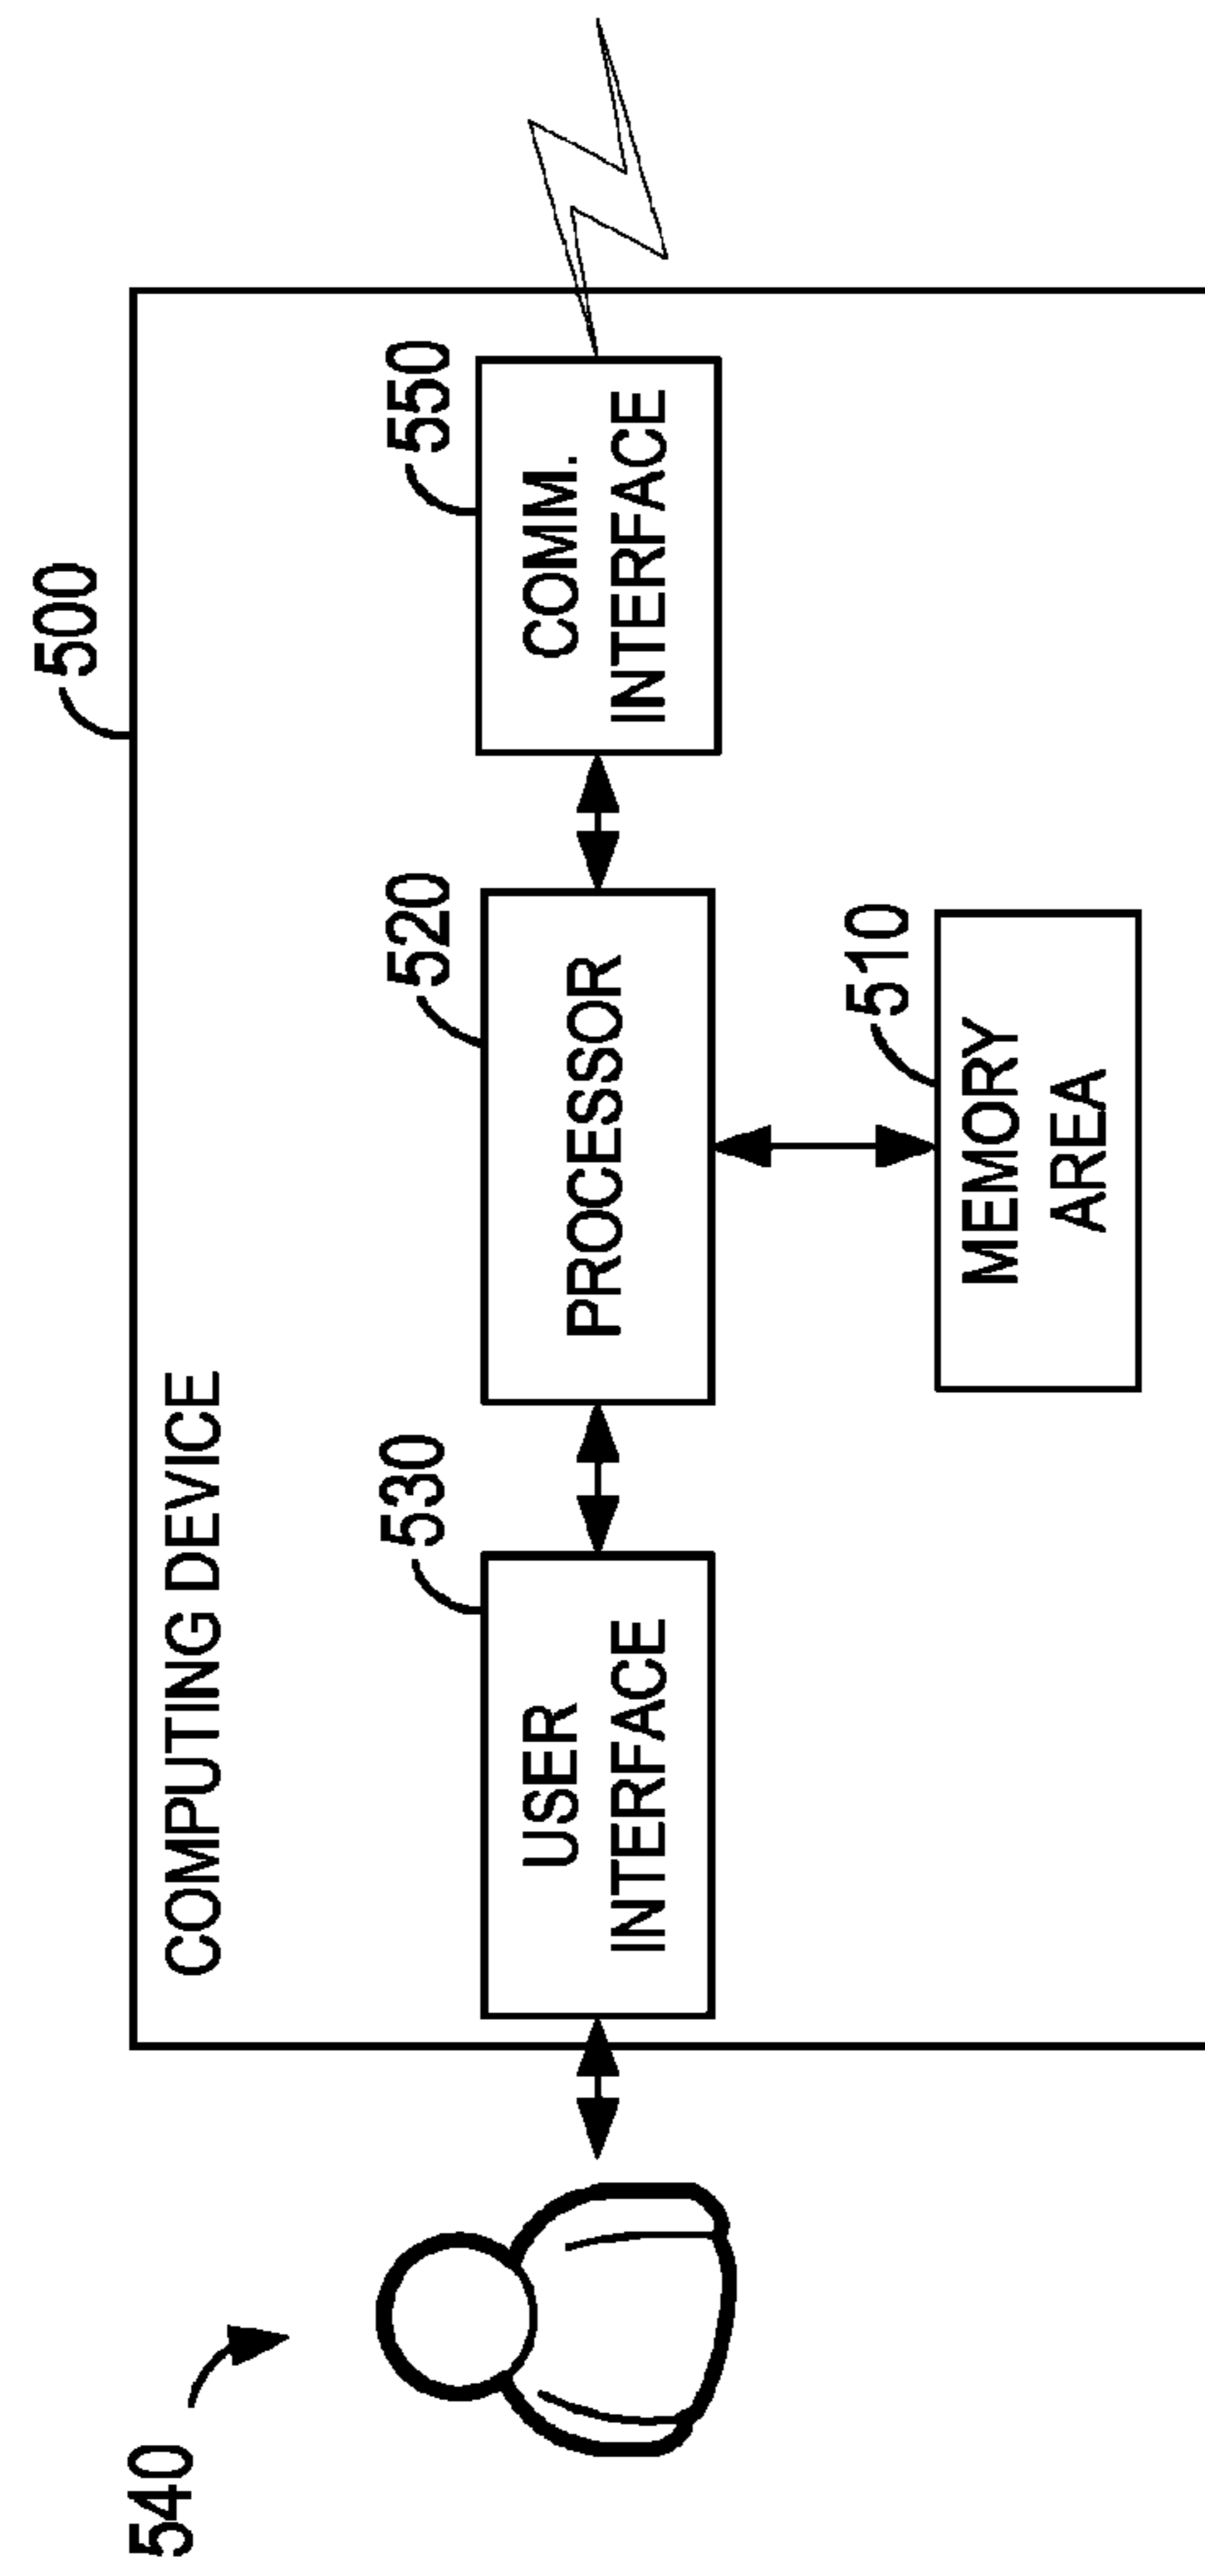 500
COMPUTING DEVICE
540
530
520
550
USER
INTERFACE
PROCESSOR
COMM.
INTERFACE
510
MEMORY
AREA